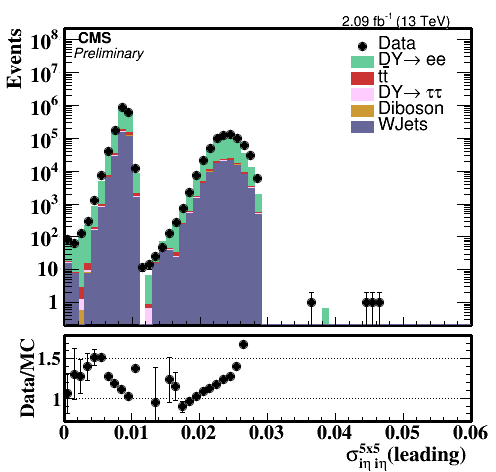 2.09 fb⁻¹ (13 TeV)
CMS
Preliminary
Data
DY→ ee
tt̄
DY→ ττ
Diboson
WJets
Events
10⁸
10⁷
10⁶
10⁵
10⁴
10³
10²
10
1
Data/MC
1.5
1
0 0.01 0.02 0.03 0.04 0.05 0.06
σ⁵ˣ⁵iη iη (leading)